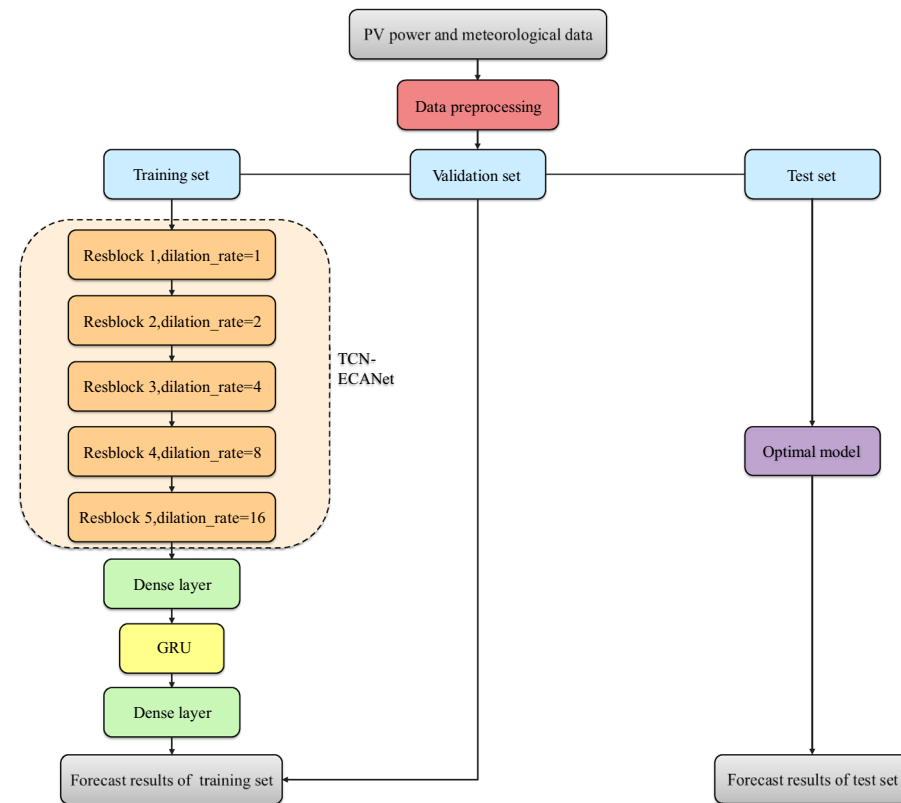 PV power and meteorological data
Data preprocessing
Training set
Validation set
Test set
Resblock 1,dilation_rate=1
Resblock 2,dilation_rate=2
Resblock 3,dilation_rate=4
TCN-
ECANet
Resblock 4,dilation_rate=8
Optimal model
Resblock 5,dilation_rate=16
Dense layer
GRU
Dense layer
Forecast results of training set
Forecast results of test set